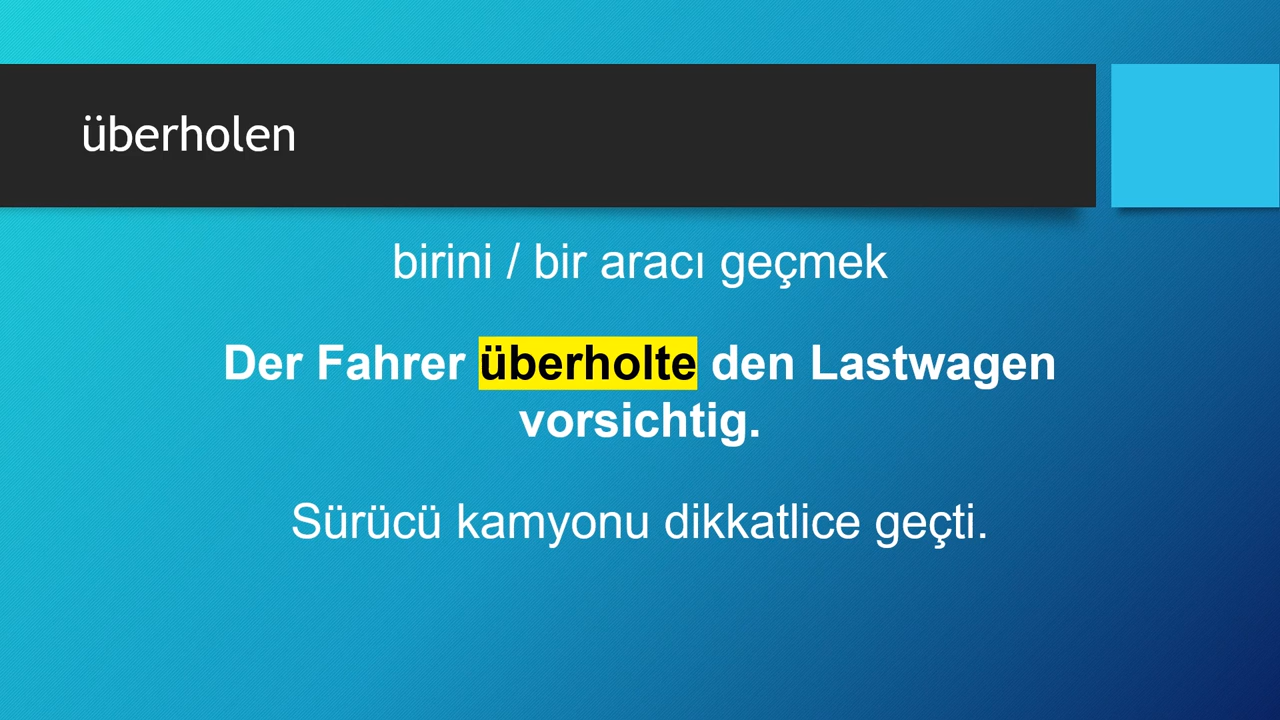 überholen
birini / bir aracı geçmek
Der Fahrer überholte den Lastwagen
vorsichtig.
Sürücü kamyonu dikkatlice geçti.